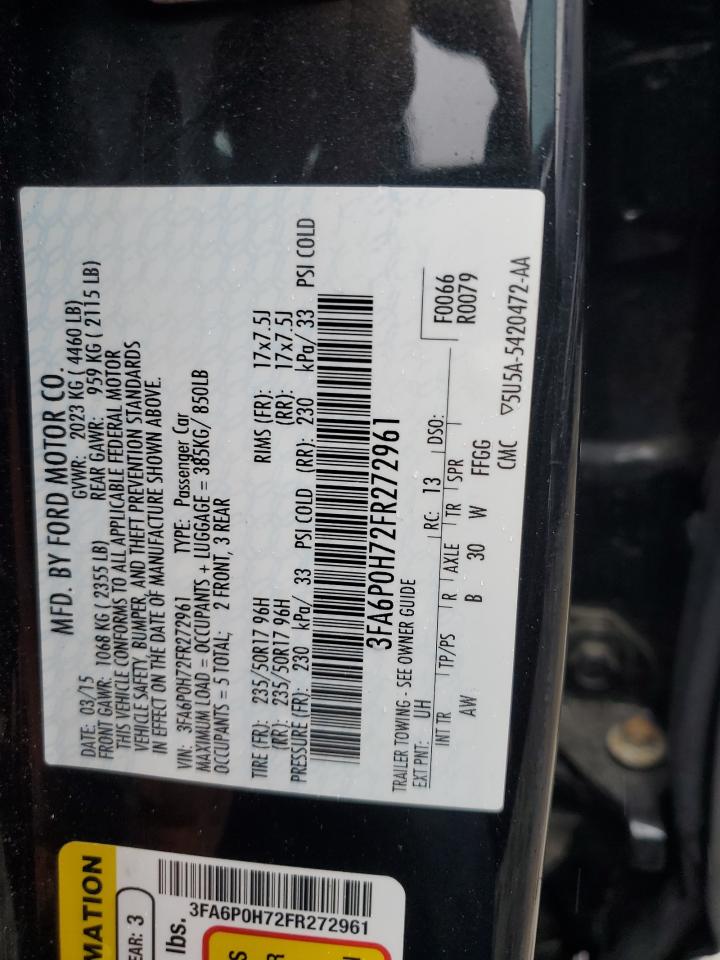 MFD. BY FORD MOTOR CO.
DATE: 03/15 GVWR: 2023 KG ( 4460 LB)
FRONT GAWR: 1068 KG ( 2355 LB) REAR GAWR: 959 KG ( 2115 LB)
THIS VEHICLE CONFORMS TO ALL APPLICABLE FEDERAL MOTOR
VEHICLE SAFETY, BUMPER, AND THEFT PREVENTION STANDARDS
IN EFFECT ON THE DATE OF MANUFACTURE SHOWN ABOVE.
VIN: 3FA6P0H72FR272961 TYPE: Passenger Car
MAXIMUM LOAD = OCCUPANTS + LUGGAGE = 385KG/ 850LB
OCCUPANTS = 5 TOTAL; 2 FRONT, 3 REAR
TIRE (FR): 235/50R17 96H RIMS (FR): 17x7.5J
(RR): 235/50R17 96H (RR): 17x7.5J
PRESSURE (FR): 230 kPa/ 33 PSI COLD (RR): 230 kPa/ 33 PSI COLD
3FA6P0H72FR272961
TRAILER TOWING - SEE OWNER GUIDE
EXT PNT: UH RC: 13 DSO: F0066
R0079
INT TR TP/PS R AXLE TR SPR
AW B 30 W FFGG
CMC ▽5U5A-5420472-AA
MATION
EAR: 3
lbs.
3FA6P0H72FR272961